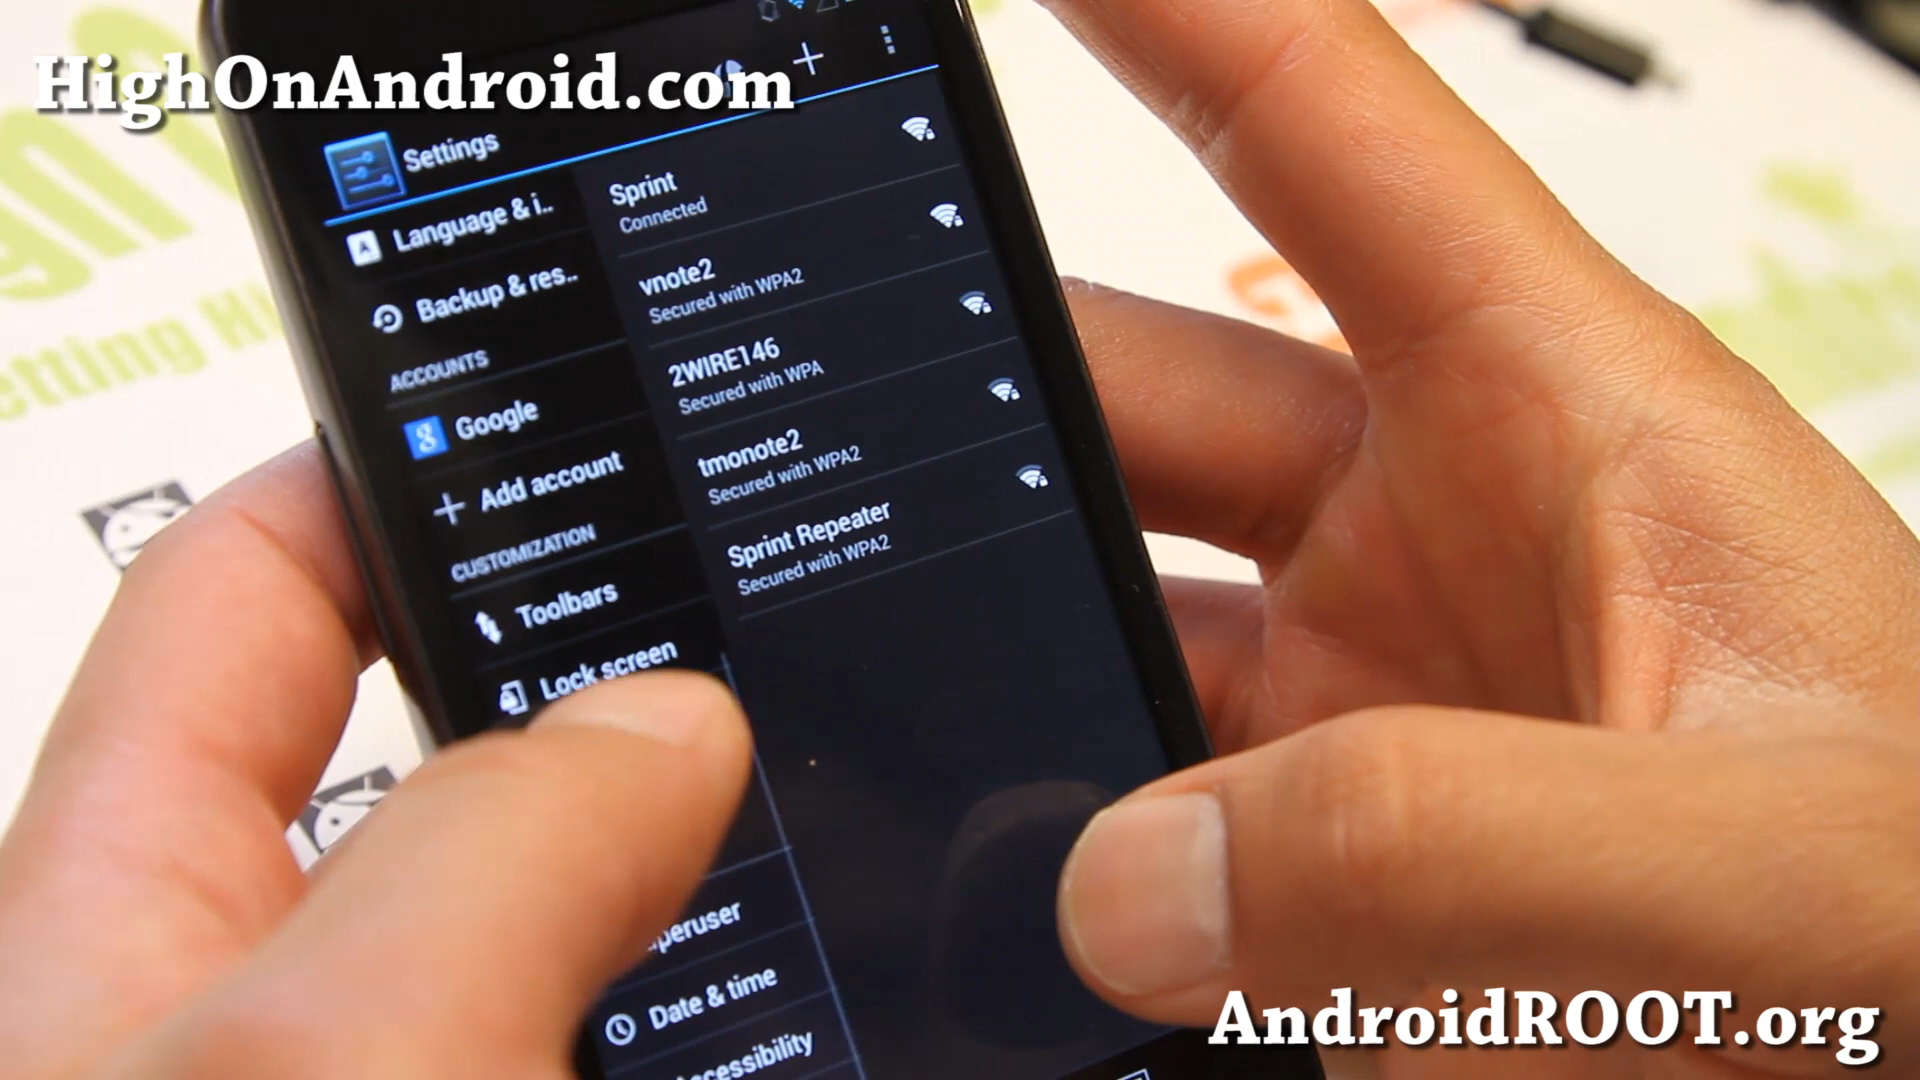 HighOnAndroid.com
Settings
Language & i..
Backup & res..
ACCOUNTS
Google
Add account
CUSTOMIZATION
Toolbars
Lock screen
Date & time
Sprint
Connected
vnote2
Secured with WPA2
2WIRE146
Secured with WPA
tmonote2
Secured with WPA2
Sprint Repeater
Secured with WPA2
AndroidROOT.org